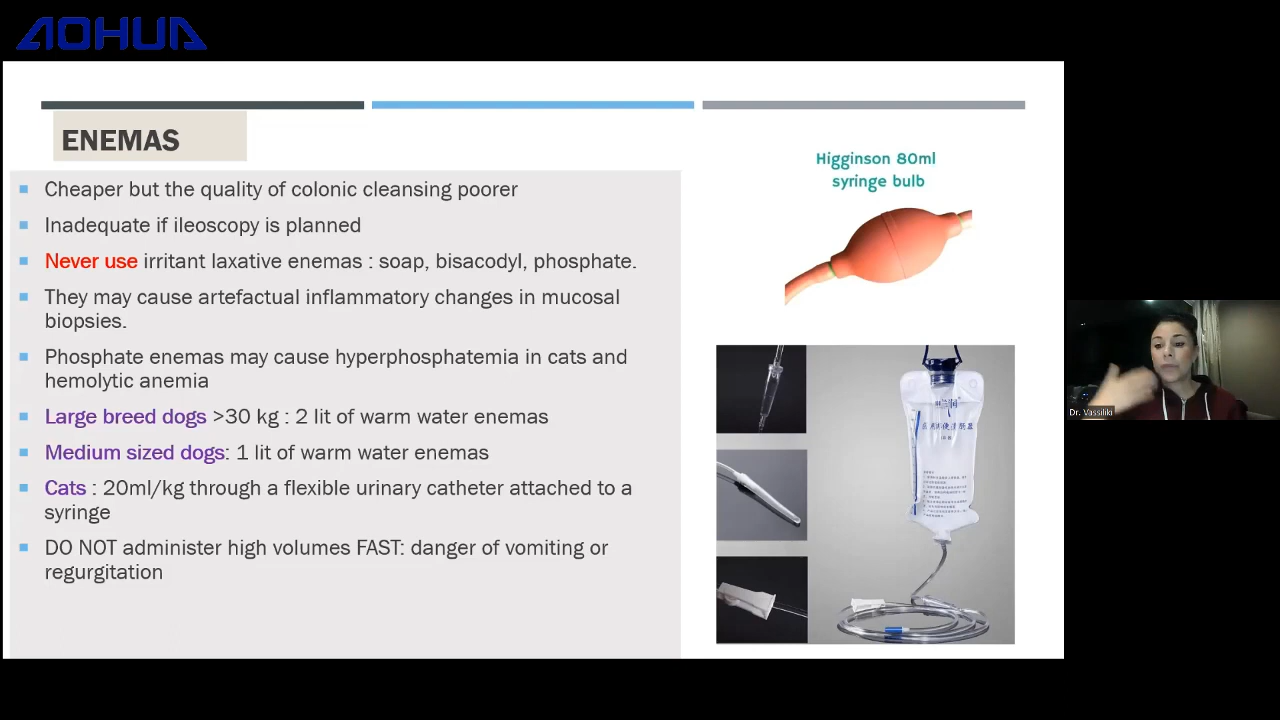 AOHUA
ENEMAS
Cheaper but the quality of colonic cleansing poorer
Inadequate if ileoscopy is planned
Never use irritant laxative enemas : soap, bisacodyl, phosphate.
They may cause artefactual inflammatory changes in mucosal
biopsies.
Phosphate enemas may cause hyperphosphatemia in cats and
hemolytic anemia
Large breed dogs >30 kg : 2 lit of warm water enemas
Medium sized dogs: 1 lit of warm water enemas
Cats : 20ml/kg through a flexible urinary catheter attached to a
syringe
DO NOT administer high volumes FAST: danger of vomiting or
regurgitation
Higginson 80ml
syringe bulb
Dr. Vassiliki